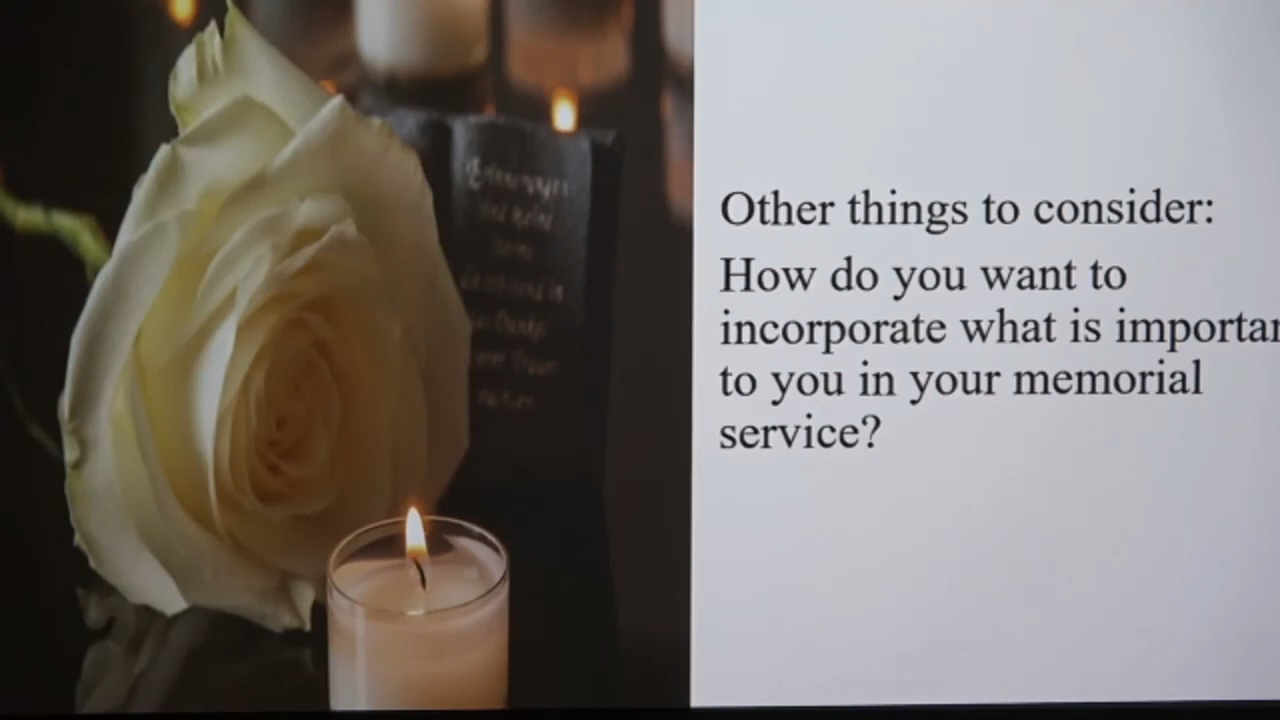 Other things to consider:
How do you want to
incorporate what is importan
to you in your memorial
service?